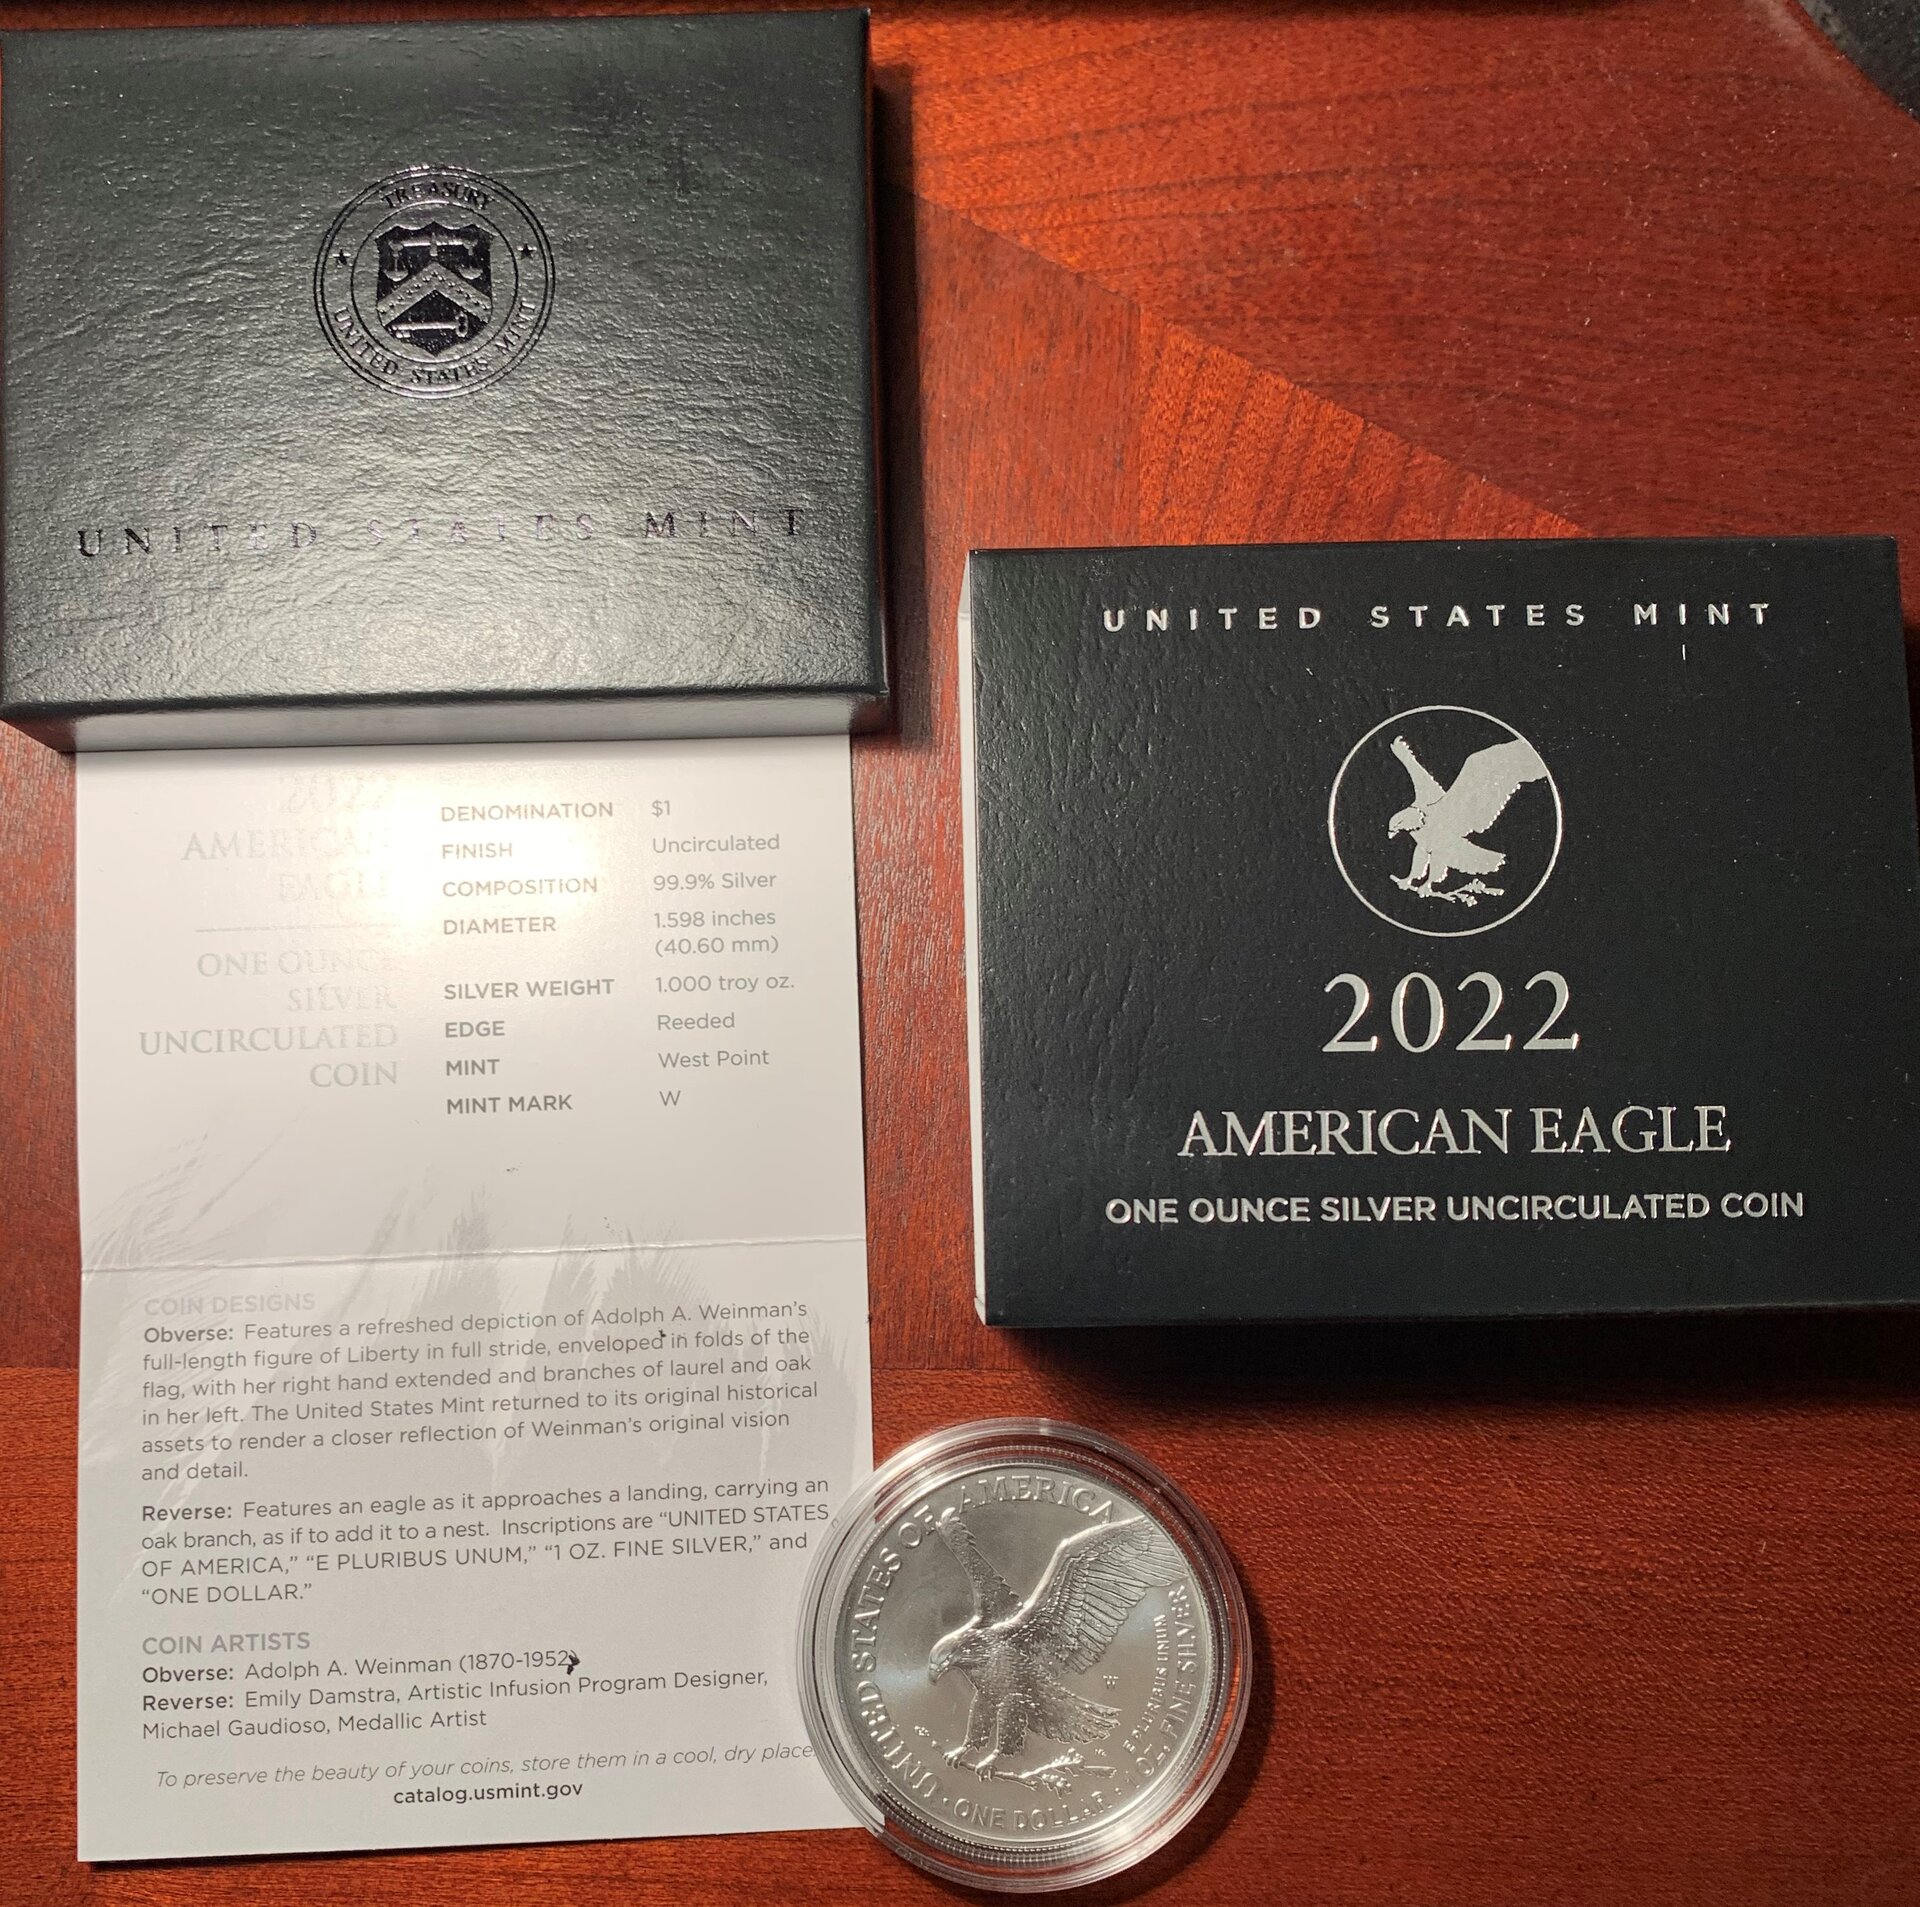 TREASURY
UNITED STATES MINT
UNITED STATES MINT
2022
AMERICAN
EAGLE
ONE OUNCE
SILVER
UNCIRCULATED
COIN
DENOMINATION $1
FINISH Uncirculated
COMPOSITION 99.9% Silver
DIAMETER 1.598 inches
(40.60 mm)
SILVER WEIGHT 1.000 troy oz.
EDGE Reeded
MINT West Point
MINT MARK W
COIN DESIGNS
Obverse: Features a refreshed depiction of Adolph A. Weinman's
full-length figure of Liberty in full stride, enveloped in folds of the
flag, with her right hand extended and branches of laurel and oak
in her left. The United States Mint returned to its original historical
assets to render a closer reflection of Weinman's original vision
and detail.
Reverse: Features an eagle as it approaches a landing, carrying an
oak branch, as if to add it to a nest. Inscriptions are “UNITED STATES
OF AMERICA,” “E PLURIBUS UNUM,” “1 OZ. FINE SILVER,” and
“ONE DOLLAR.”
COIN ARTISTS
Obverse: Adolph A. Weinman (1870-1952)
Reverse: Emily Damstra, Artistic Infusion Program Designer,
Michael Gaudioso, Medallic Artist
To preserve the beauty of your coins, store them in a cool, dry place.
catalog.usmint.gov
UNITED STATES MINT
2022
AMERICAN EAGLE
ONE OUNCE SILVER UNCIRCULATED COIN
UNITED STATES OF AMERICA
E PLURIBUS UNUM
1 OZ. FINE SILVER
ONE DOLLAR